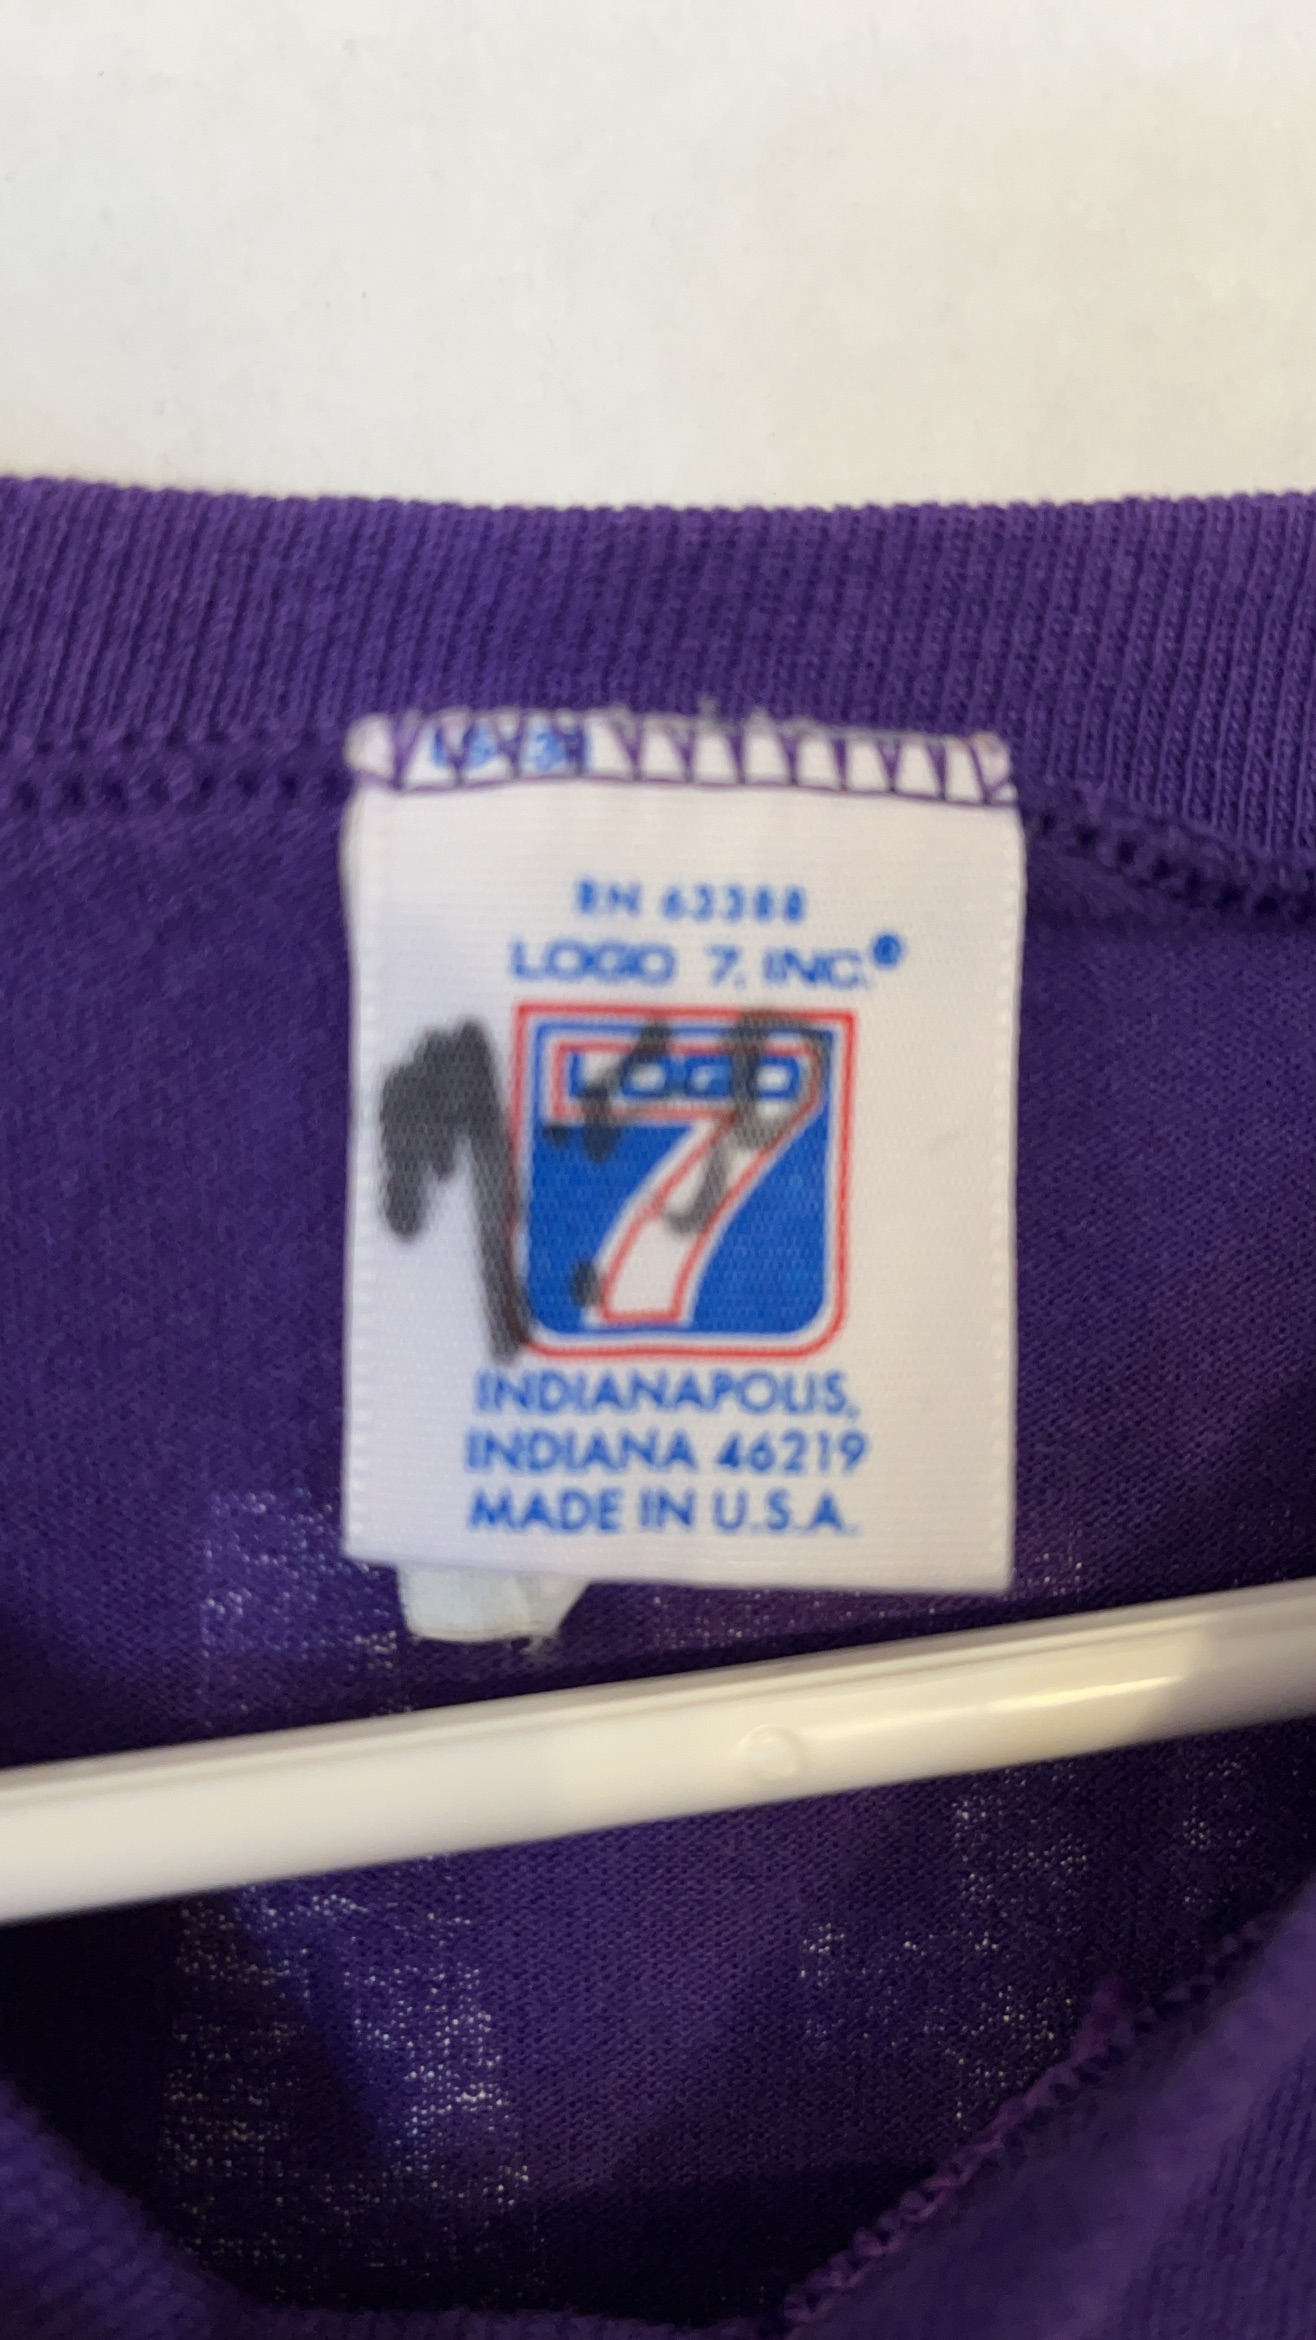 RN 63388
LOGO 7, INC.®
LOGO
7
INDIANAPOLIS,
INDIANA 46219
MADE IN U.S.A.